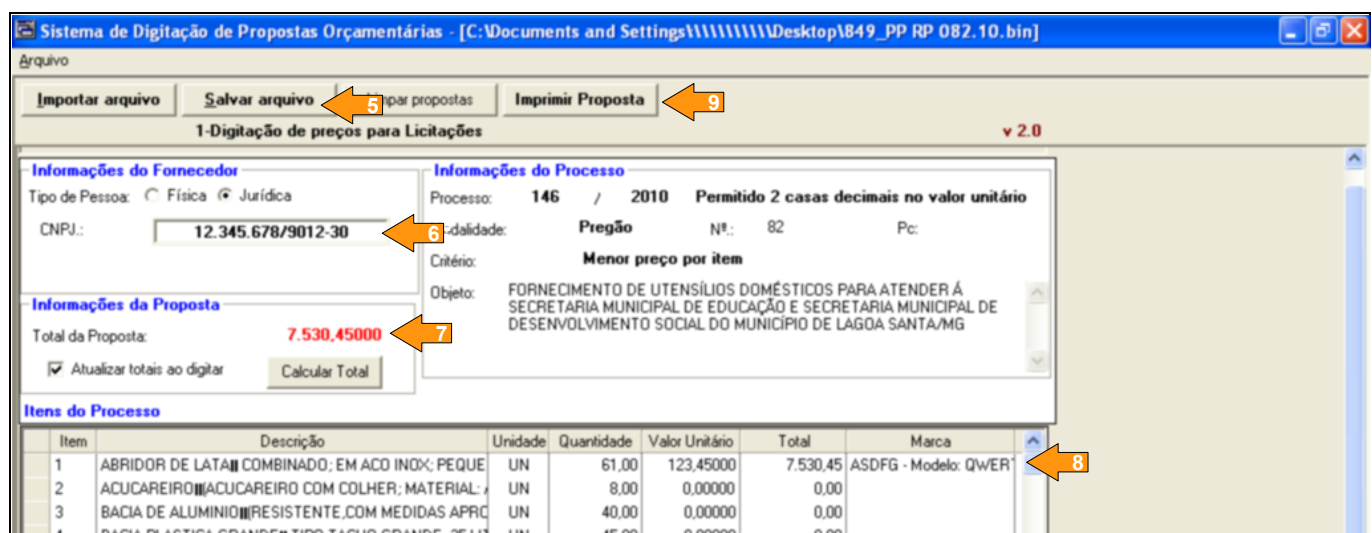 Sistema de Digitação de Propostas Orçamentárias - [C:\Documents and Settings\\\\\\\\\\\Desktop\849_PP RP 082.10.bin]
Arquivo
Importar arquivo Salvar arquivo propostas Imprimir Proposta
5 9
1-Digitação de preços para Licitações v 2.0
Informações do Fornecedor
Tipo de Pessoa: Física Jurídica
CNPJ.: 12.345.678/9012-30
6
Informações da Proposta
Total da Proposta: 7.530,45000
7
Atualizar totais ao digitar Calcular Total
Informações do Processo
Processo: 146 / 2010 Permitido 2 casas decimais no valor unitário
Pregão Nº.: 82 Pc:
Critério: Menor preço por item
Objeto: FORNECIMENTO DE UTENSÍLIOS DOMÉSTICOS PARA ATENDER Á
SECRETARIA MUNICIPAL DE EDUCAÇÃO E SECRETARIA MUNICIPAL DE
DESENVOLVIMENTO SOCIAL DO MUNICÍPIO DE LAGOA SANTA/MG
Itens do Processo
Item Descrição Unidade Quantidade Valor Unitário Total Marca
1 ABRIDOR DE LATA|| COMBINADO; EM ACO INOX; PEQUE UN 61,00 123,45000 7.530,45 ASDFG - Modelo: QWER
8
2 ACUCAREIRO||(ACUCAREIRO COM COLHER; MATERIAL: UN 8,00 0,00000 0,00
3 BACIA DE ALUMINIO||(RESISTENTE,COM MEDIDAS APRO UN 40,00 0,00000 0,00